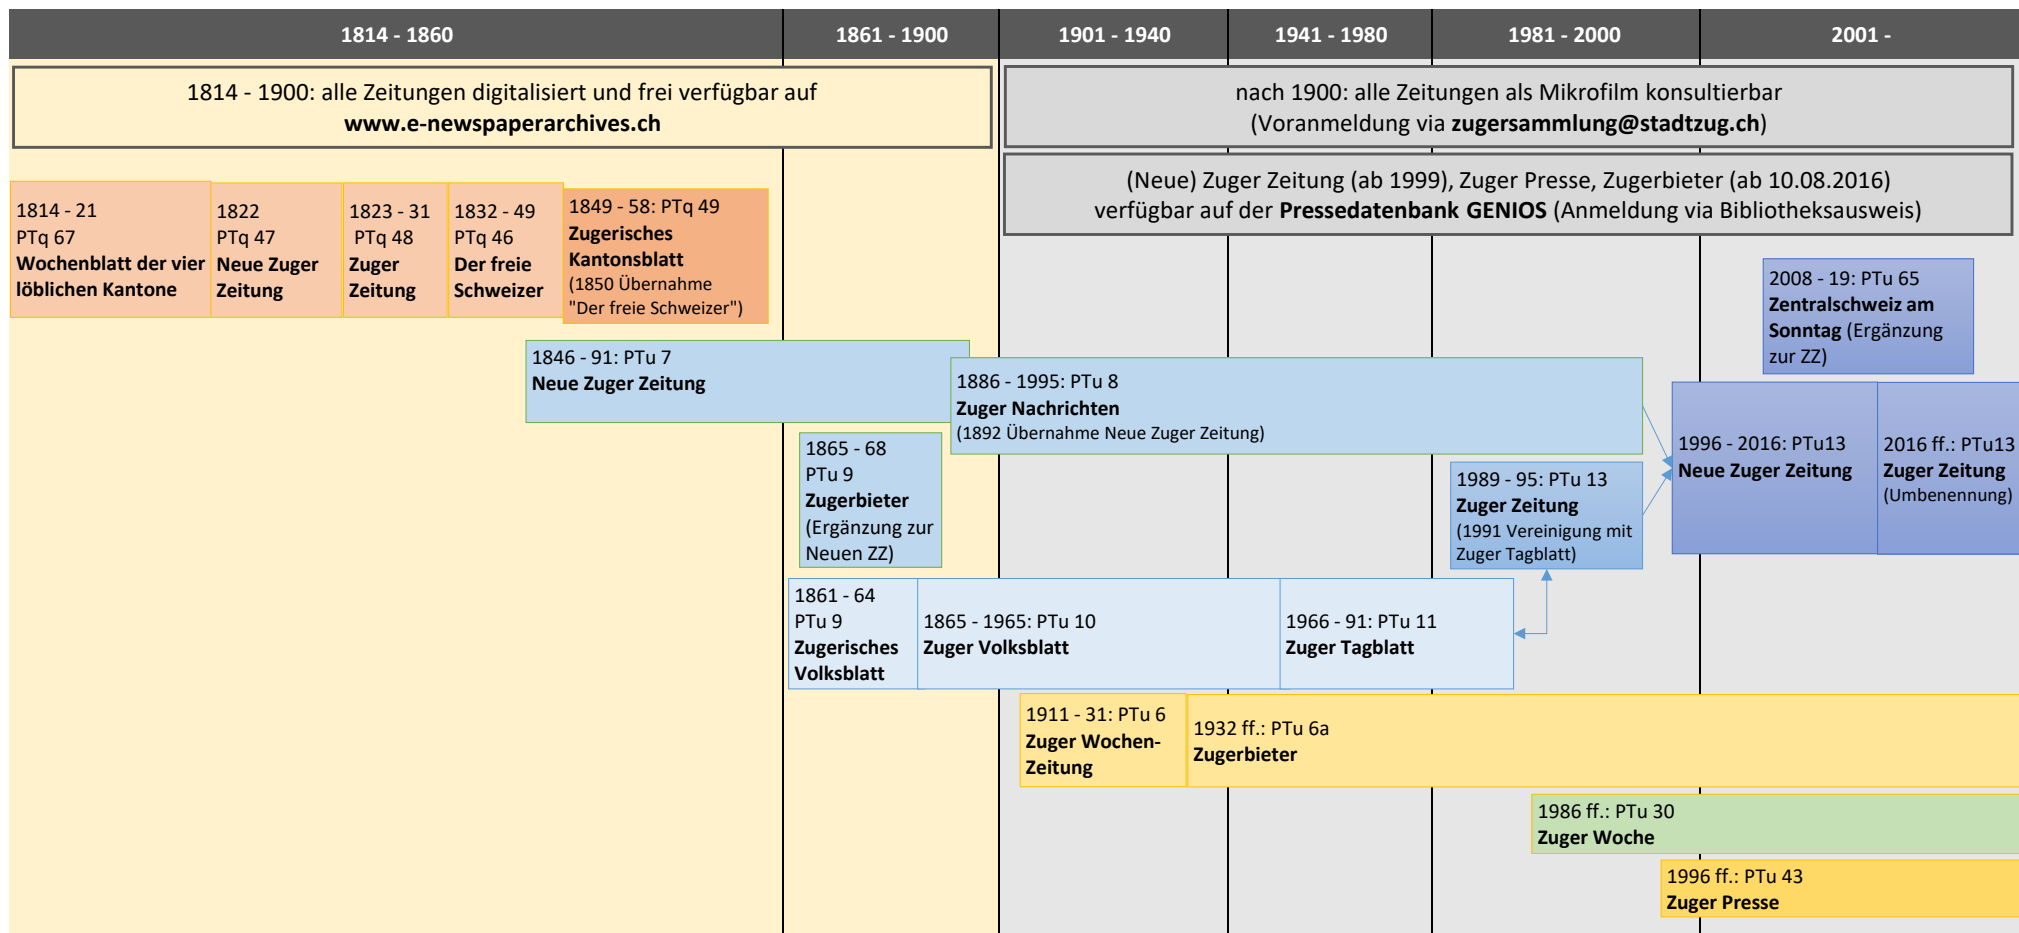 1814 - 1860
1861 - 1900
1901 - 1940
1941 - 1980
1981 - 2000
2001 -
1814 - 1900: alle Zeitungen digitalisiert und frei verfügbar auf
www.e-newspaperarchives.ch
nach 1900: alle Zeitungen als Mikrofilm konsultierbar
(Voranmeldung via zugersammlung@stadtzug.ch)
(Neue) Zuger Zeitung (ab 1999), Zuger Presse, Zugerbieter (ab 10.08.2016)
verfügbar auf der Pressedatenbank GENIOS (Anmeldung via Bibliotheksausweis)
1814 - 21
PTq 67
Wochenblatt der vier
löblichen Kantone
1822
PTq 47
Neue Zuger
Zeitung
1823 - 31
PTq 48
Zuger
Zeitung
1832 - 49
PTq 46
Der freie
Schweizer
1849 - 58: PTq 49
Zugerisches
Kantonsblatt
(1850 Übernahme
"Der freie Schweizer")
2008 - 19: PTu 65
Zentralschweiz am
Sonntag (Ergänzung
zur ZZ)
1846 - 91: PTu 7
Neue Zuger Zeitung
1886 - 1995: PTu 8
Zuger Nachrichten
(1892 Übernahme Neue Zuger Zeitung)
1996 - 2016: PTu13
Neue Zuger Zeitung
2016 ff.: PTu13
Zuger Zeitung
(Umbenennung)
1865 - 68
PTu 9
Zugerbieter
(Ergänzung zur
Neuen ZZ)
1989 - 95: PTu 13
Zuger Zeitung
(1991 Vereinigung mit
Zuger Tagblatt)
1861 - 64
PTu 9
Zugerisches
Volksblatt
1865 - 1965: PTu 10
Zuger Volksblatt
1966 - 91: PTu 11
Zuger Tagblatt
1911 - 31: PTu 6
Zuger Wochen-
Zeitung
1932 ff.: PTu 6a
Zugerbieter
1986 ff.: PTu 30
Zuger Woche
1996 ff.: PTu 43
Zuger Presse